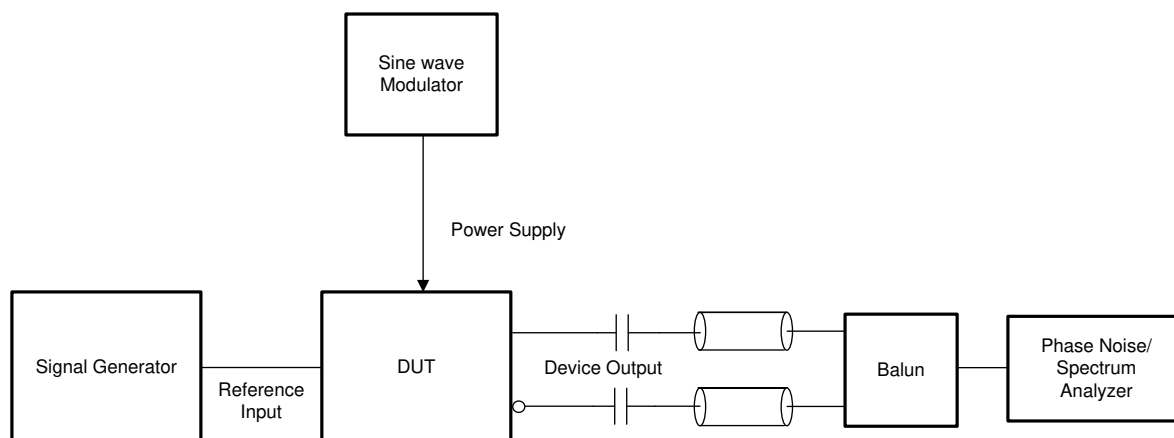 Sine wave
Modulator
Power Supply
Signal Generator
Reference
Input
DUT
Device Output
Balun
Phase Noise/
Spectrum
Analyzer